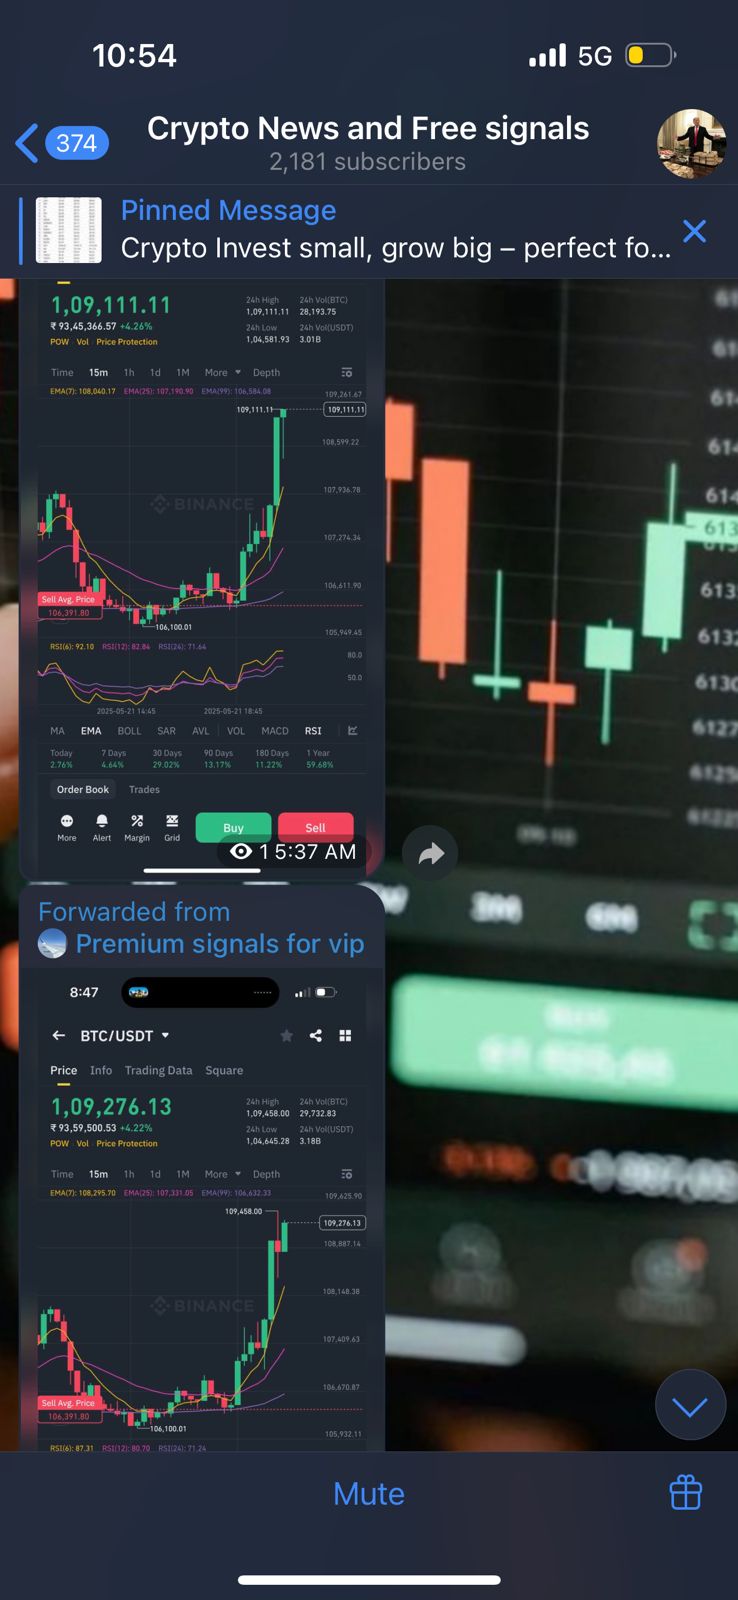 10:54
5G
374
Crypto News and Free signals
2,181 subscribers
Pinned Message
Crypto Invest small, grow big – perfect fo...
1,09,111.11
₹ 93,45,366.57 +4.26%
POW Vol Price Protection
24h High
1,09,111.11
24h Vol(BTC)
28,193.75
24h Low
1,04,581.93
24h Vol(USDT)
3.01B
Time 15m 1h 1d 1M More Depth
EMA(7): 108,040.17 EMA(25): 107,190.90 EMA(99): 106,584.08
109,261.67
109,111.11
109,111.11
108,599.22
BINANCE
107,936.78
107,274.34
106,611.90
Sell Avg. Price
106,391.80
106,100.01
105,949.45
RSI(6): 92.10 RSI(12): 82.84 RSI(24): 71.64
80.0
50.0
2025-05-21 14:45 2025-05-21 18:45
MA EMA BOLL SAR AVL VOL MACD RSI
Today 7 Days 30 Days 90 Days 180 Days 1 Year
2.76% 4.64% 29.02% 13.17% 11.22% 59.68%
Order Book Trades
More Alert Margin Grid
Buy Sell
1 5:37 AM
Forwarded from
Premium signals for vip
8:47
BTC/USDT
Price Info Trading Data Square
1,09,276.13
₹ 93,59,500.53 +4.22%
POW Vol Price Protection
24h High
1,09,458.00
24h Vol(BTC)
29,732.83
24h Low
1,04,645.28
24h Vol(USDT)
3.18B
Time 15m 1h 1d 1M More Depth
EMA(7): 108,295.70 EMA(25): 107,331.05 EMA(99): 106,632.33
109,625.90
109,458.00
109,276.13
108,887.14
BINANCE
108,148.38
107,409.63
106,670.87
Sell Avg. Price
106,391.80
106,100.01
105,932.11
RSI(6): 87.31 RSI(12): 80.70 RSI(24): 71.24
Mute